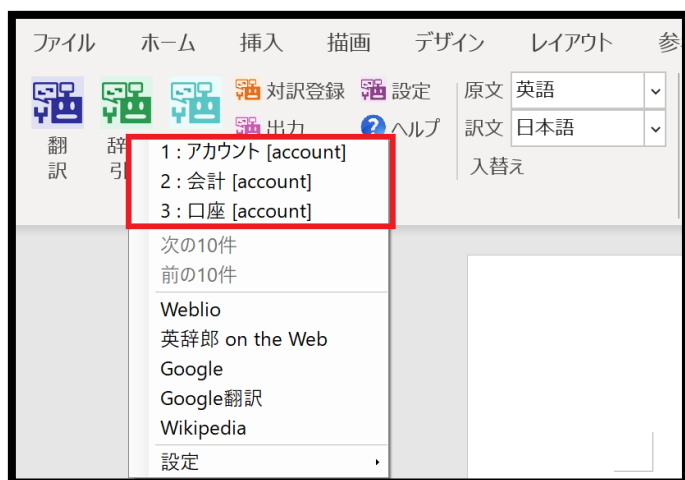 ファイル ホーム 挿入 描画 デザイン レイアウト 参
翻訳 辞引 対訳登録 設定 原文 英語
出力 ヘルプ 訳文 日本語
入替え
1 : アカウント [account]
2 : 会計 [account]
3 : 口座 [account]
次の10件
前の10件
Weblio
英辞郎 on the Web
Google
Google翻訳
Wikipedia
設定